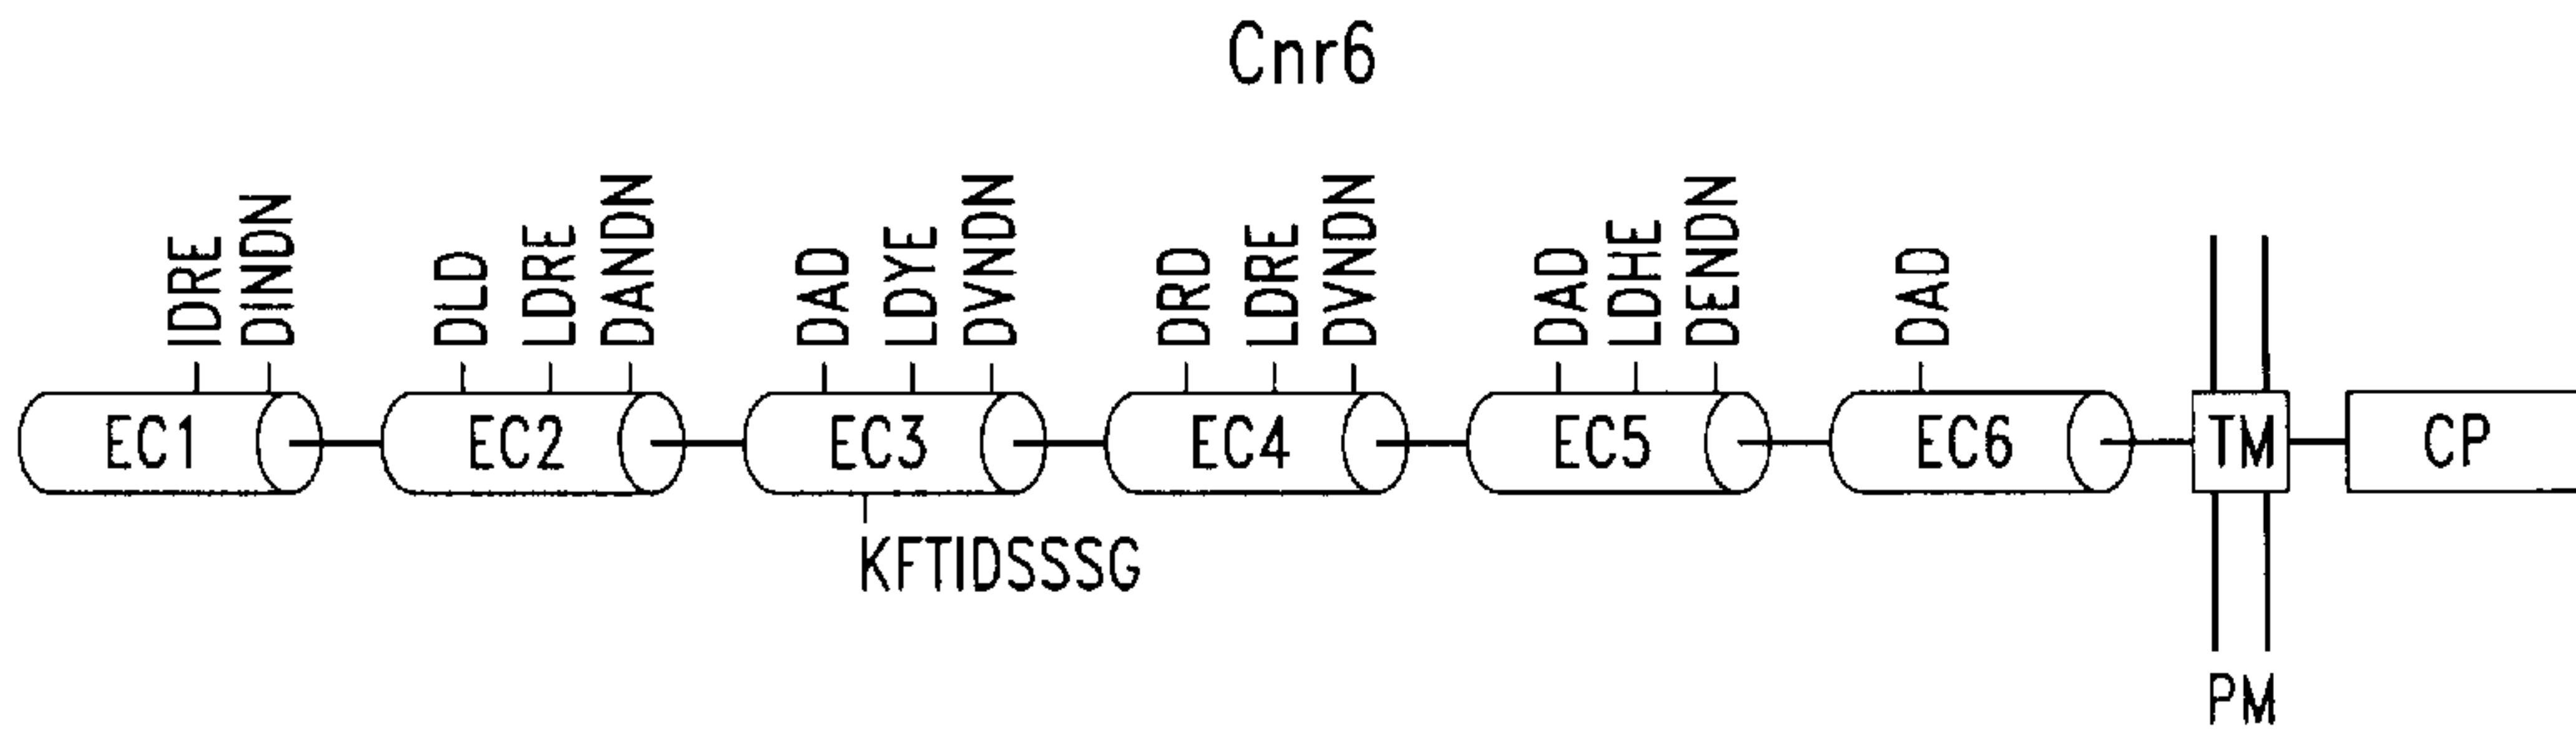 Cnr6
IDRE DINDN DLD LDRE DANDN DAD LDYE DVNDN DRD LDRE DVNDN DAD LDHE DENDN DAD
EC1 EC2 EC3 EC4 EC5 EC6 TM CP
KFTIDSSSG
PM